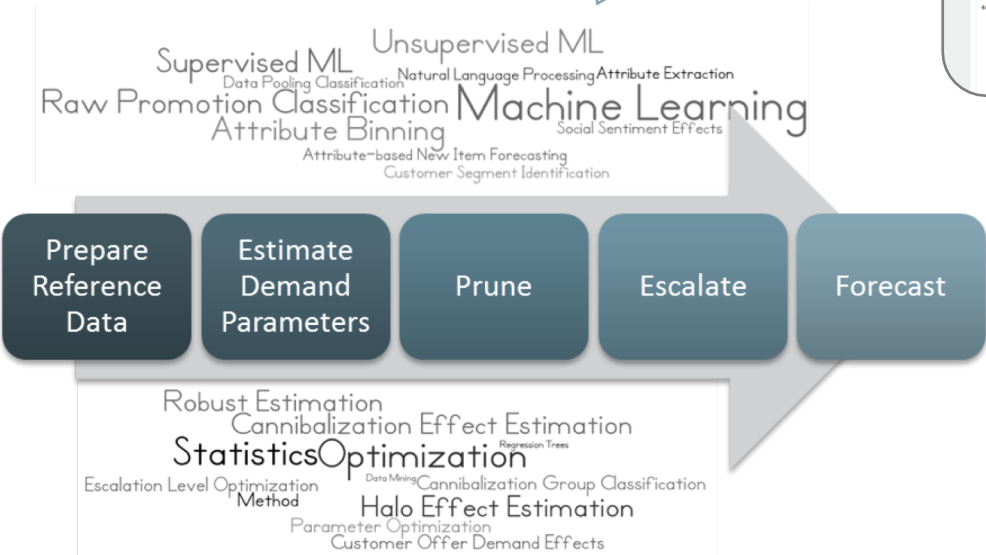 Unsupervised ML
Supervised ML
Natural Language Processing Attribute Extraction
Data Pooling Classification
Raw Promotion Classification Machine Learning
Attribute Binning Social Sentiment Effects
Attribute-based New Item Forecasting
Customer Segment Identification
Prepare
Reference
Data
Estimate
Demand
Parameters
Prune
Escalate
Forecast
Robust Estimation
Cannibalization Effect Estimation
Regression Trees
Statistics Optimization
Data Mining Cannibalization Group Classification
Escalation Level Optimization
Method
Halo Effect Estimation
Parameter Optimization
Customer Offer Demand Effects